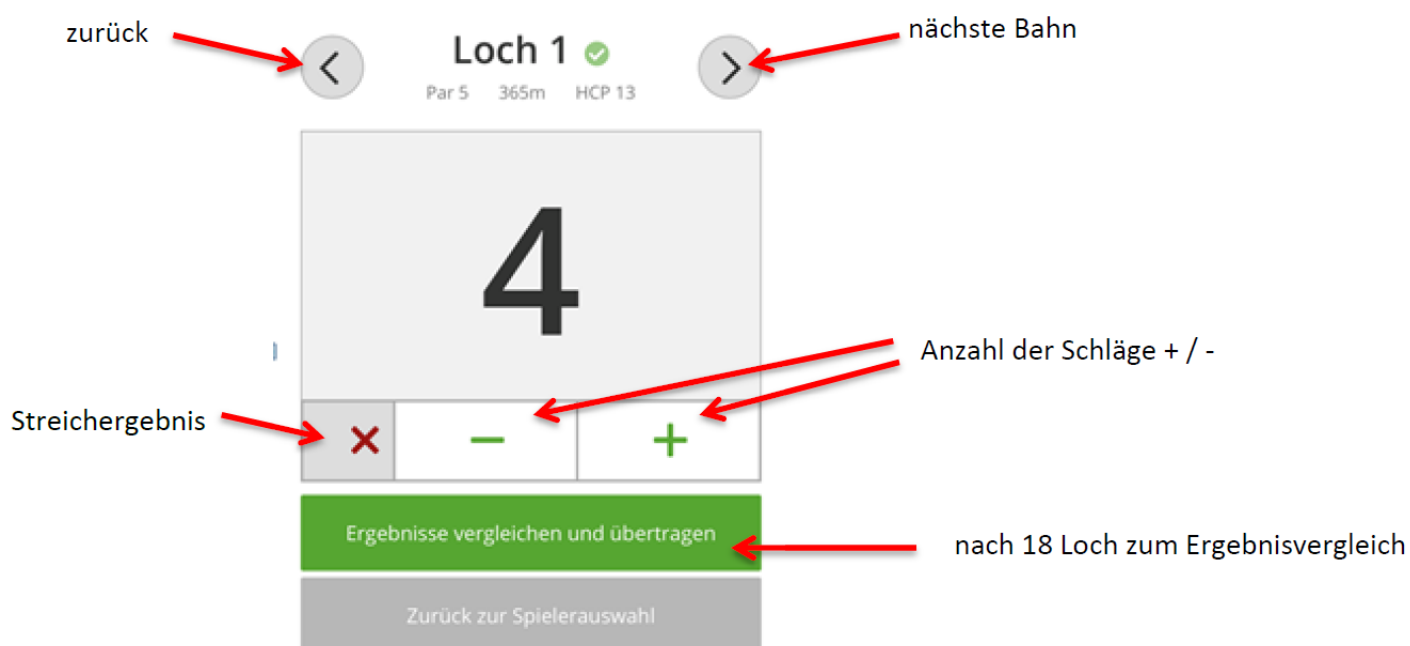 zurück
Loch 1
nächste Bahn
Par 5 365m HCP 13
4
Anzahl der Schläge + / -
Streichergebnis
Ergebnisse vergleichen und übertragen
nach 18 Loch zum Ergebnisvergleich
Zurück zur Spielerauswahl